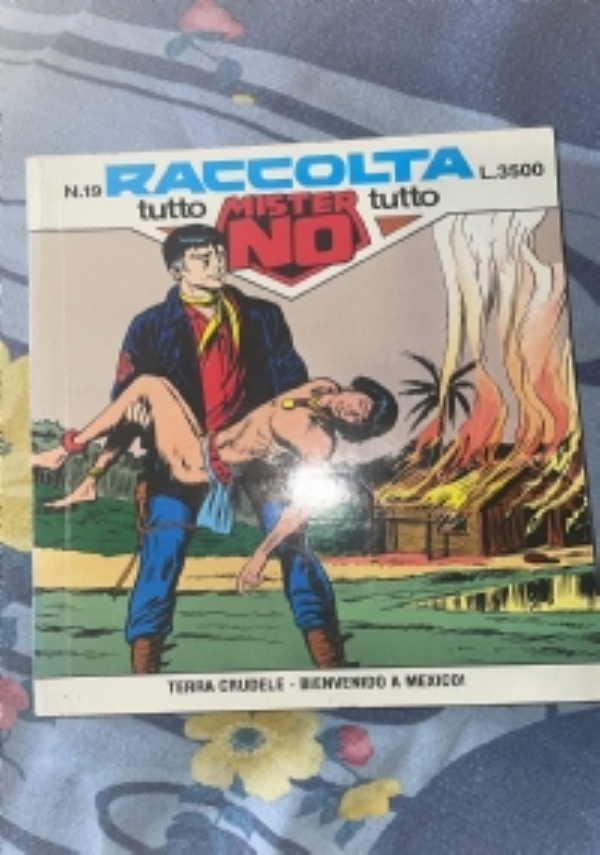 N.19 RACCOLTA L.3500
tutto MISTER tutto
NO
TERRA CRUDELE - BIENVENIDO A MEXICO!